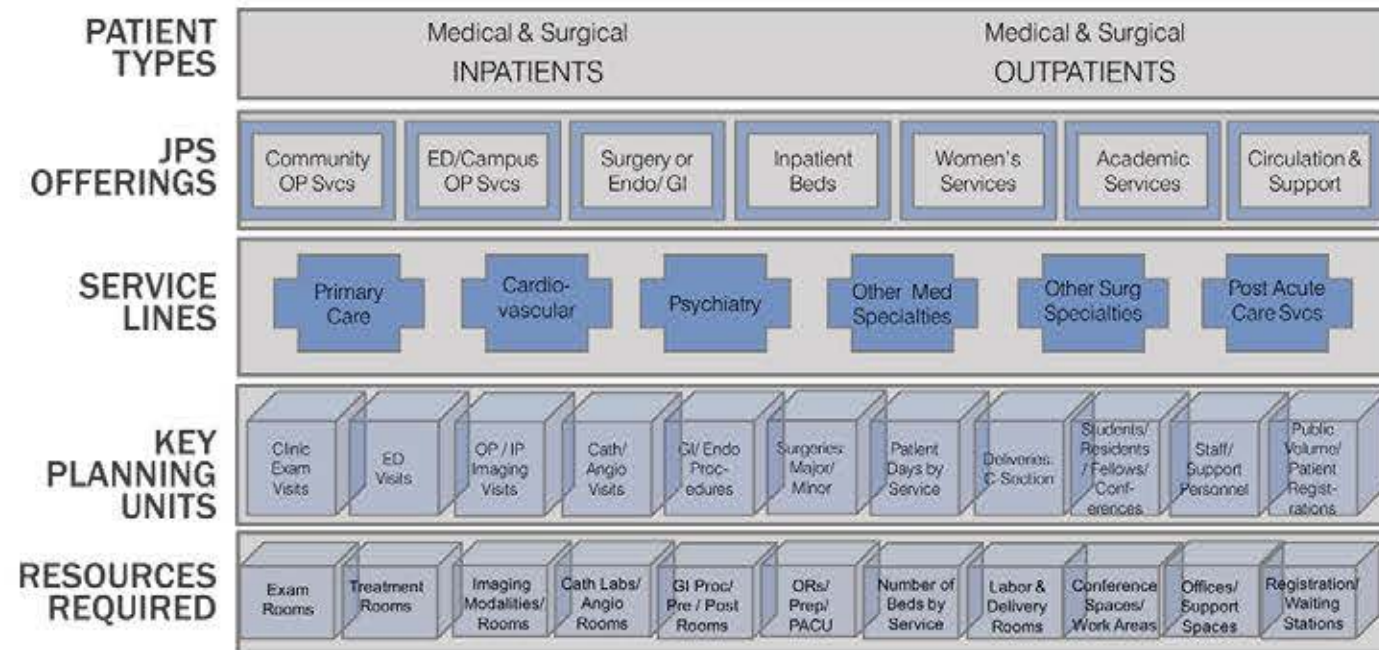 PATIENT
TYPES
Medical & Surgical
INPATIENTS
Medical & Surgical
OUTPATIENTS
JPS
OFFERINGS
Community
OP Svcs
ED/Campus
OP Svcs
Surgery or
Endo/ GI
Inpatient
Beds
Women's
Services
Academic
Services
Circulation &
Support
SERVICE
LINES
Primary
Care
Cardio-
vascular
Psychiatry
Other Med
Specialties
Other Surg
Specialties
Post Acute
Care Svcs
KEY
PLANNING
UNITS
Clinic
Exam
Visits
ED
Visits
OP / IP
Imaging
Visits
Cath/
Angio
Visits
GI/ Endo
Proc-
edures
Surgeries:
Major/
Minor
Patient
Days by
Service
Deliveries:
C-Section
Students/
Residents
/ Fellows/
Conf-
erences
Staff/
Support
Personnel
Public
Volume/
Patient
Regist-
rations
RESOURCES
REQUIRED
Exam
Rooms
Treatment
Rooms
Imaging
Modalities/
Rooms
Cath Labs/
Angio
Rooms
GI Proc/
Pre / Post
Rooms
ORs/
Prep/
PACU
Number of
Beds by
Service
Labor &
Delivery
Rooms
Conference
Spaces/
Work Areas
Offices/
Support
Spaces
Registration/
Waiting
Stations